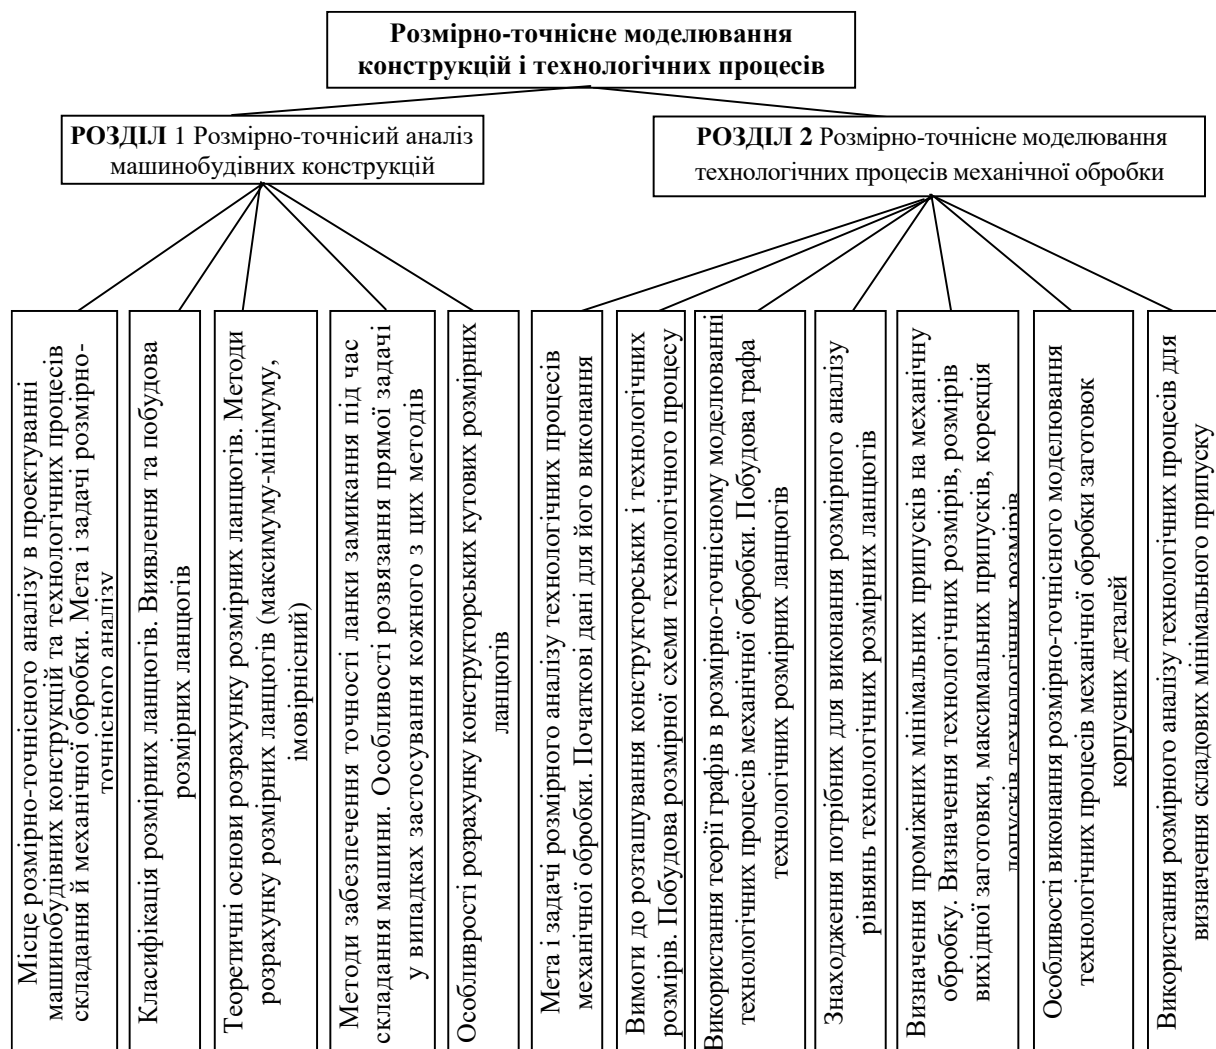 Розмірно-точнісне моделювання
конструкцій і технологічних процесів
РОЗДІЛ 1 Розмірно-точнісий аналіз
машинобудівних конструкцій
РОЗДІЛ 2 Розмірно-точнісне моделювання
технологічних процесів механічної обробки
Місце розмірно-точнісного аналізу в проектуванні
машинобудівних конструкцій та технологічних процесів
складання й механічної обробки. Мета і задачі розмірно-
точнісного аналізу
Класифікація розмірних ланцюгів. Виявлення та побудова
розмірних ланцюгів
Теоретичні основи розрахунку розмірних ланцюгів. Методи
розрахунку розмірних ланцюгів (максимуму-мінімуму,
імовірнісний)
Методи забезпечення точності ланки замикання під час
складання машини. Особливості розвязання прямої задачі
у випадках застосування кожного з цих методів
Особливрості розрахунку конструкторських кутових розмірних
ланцюгів
Мета і задачі розмірного аналізу технологічних процесів
механічної обробки. Початкові дані для його виконання
Вимоги до розташування конструкторських і технологічних
розмірів. Побудова розмірної схеми технологічного процесу
Використання теорії графів в розмірно-точнісному моделюванні
технологічних процесів механічної обробки. Побудова графа
технологічних розмірних ланцюгів
Знаходження потрібних для виконання розмірного аналізу
рівнянь технологічних розмірних ланцюгів
Визначення проміжних мінімальних припусків на механічну
обробку. Визначення технологічних розмірів, розмірів
вихідної заготовки, максимальних припусків, корекція
допусків технологічних розмірів
Особливості виконання розмірно-точнісного моделювання
технологічних процесів механічної обробки заготовок
корпусних деталей
Використання розмірного аналізу технологічних процесів для
визначення складових мінімального припуску